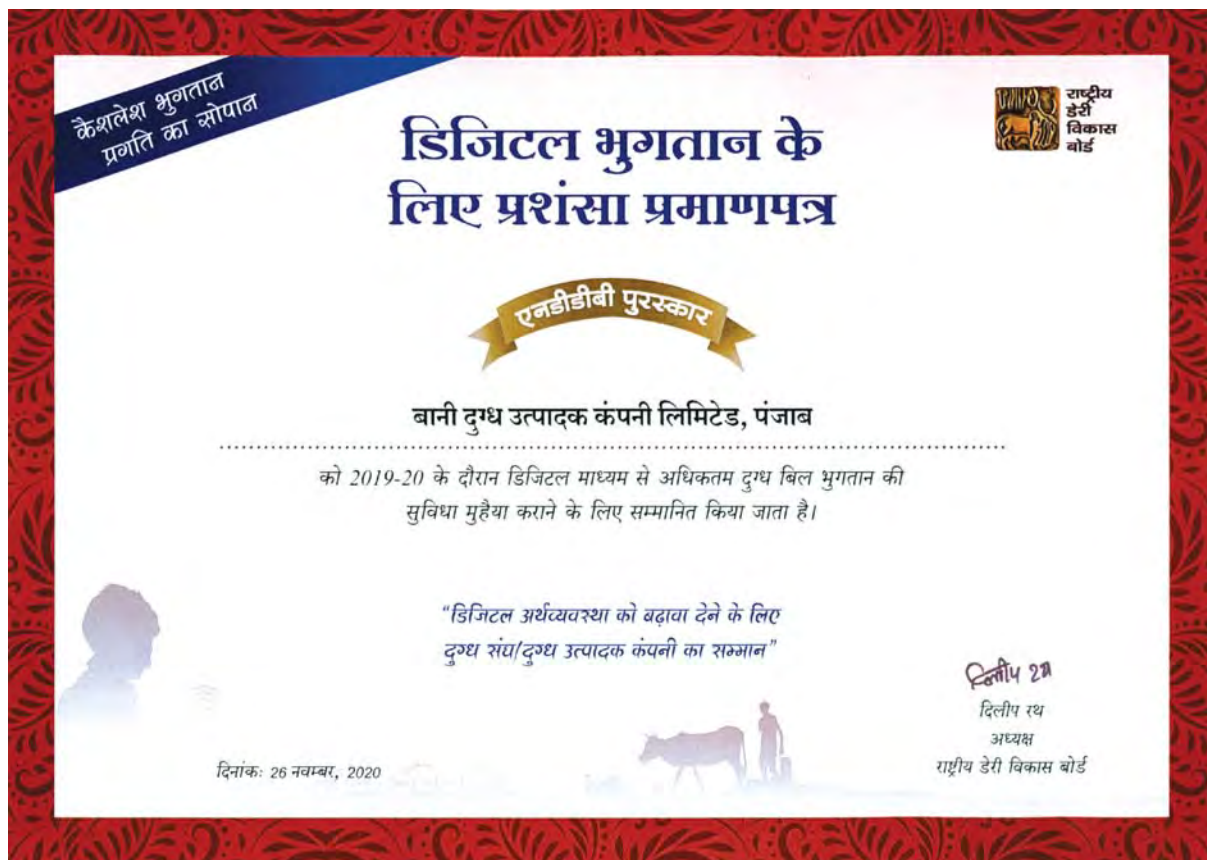 कैशलेश भुगतान
प्रगति का सोपान
राष्ट्रीय
डेरी
विकास
बोर्ड
डिजिटल भुगतान के
लिए प्रशंसा प्रमाणपत्र
एनडीडीबी पुरस्कार
बानी दुग्ध उत्पादक कंपनी लिमिटेड, पंजाब
को 2019-20 के दौरान डिजिटल माध्यम से अधिकतम दुग्ध बिल भुगतान की
सुविधा मुहैया कराने के लिए सम्मानित किया जाता है।
"डिजिटल अर्थव्यवस्था को बढ़ावा देने के लिए
दुग्ध संघ/दुग्ध उत्पादक कंपनी का सम्मान"
दिलीप रथ
दिलीप रथ
अध्यक्ष
राष्ट्रीय डेरी विकास बोर्ड
दिनांकः 26 नवम्बर, 2020